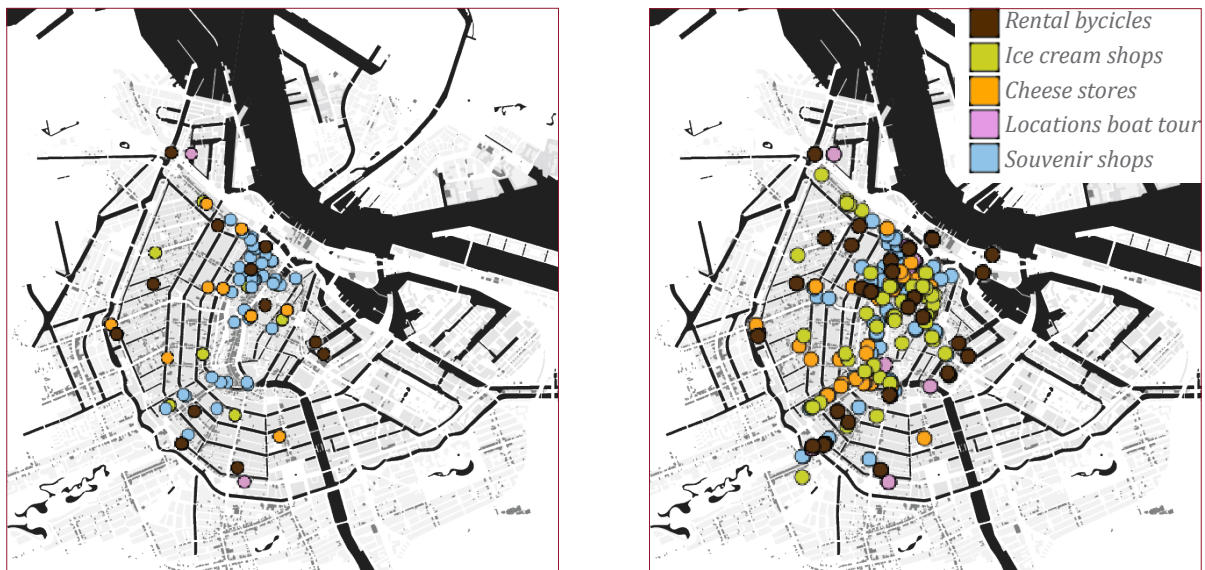 Rental bycicles
Ice cream shops
Cheese stores
Locations boat tour
Souvenir shops